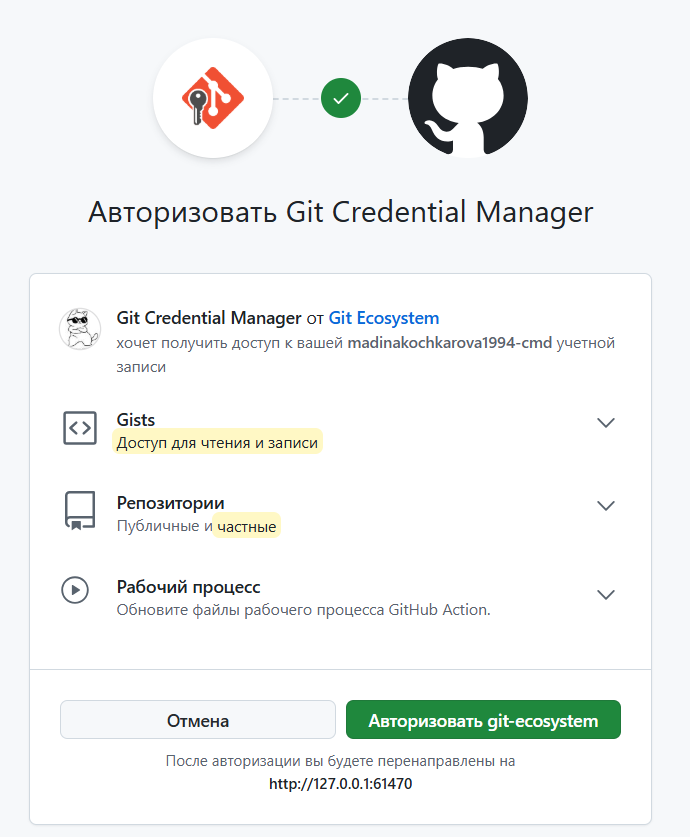 Авторизовать Git Credential Manager
Git Credential Manager от Git Ecosystem
хочет получить доступ к вашей madinakochkarova1994-cmd учетной
записи
Gists
Доступ для чтения и записи
Репозитории
Публичные и частные
Рабочий процесс
Обновите файлы рабочего процесса GitHub Action.
Отмена
Авторизовать git-ecosystem
После авторизации вы будете перенаправлены на
http://127.0.0.1:61470